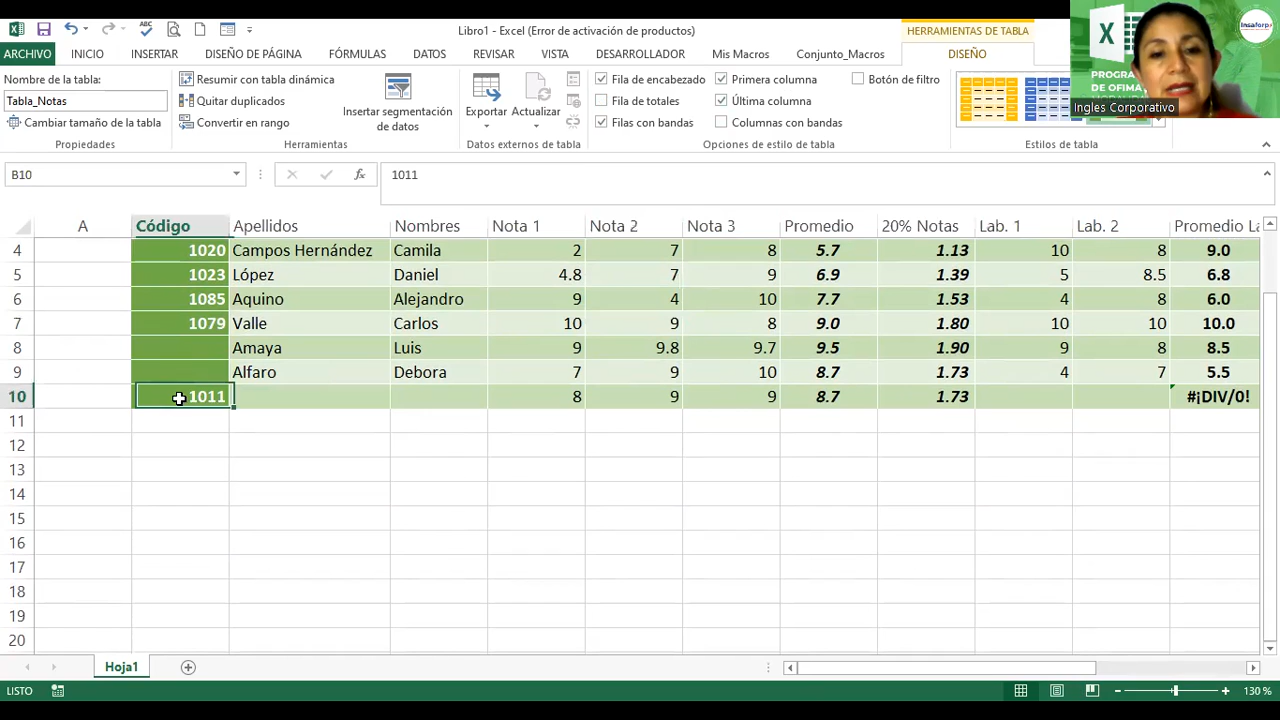 Libro1 - Excel (Error de activación de productos)
HERRAMIENTAS DE TABLA
ARCHIVO INICIO INSERTAR DISEÑO DE PÁGINA FÓRMULAS DATOS REVISAR VISTA DESARROLLADOR Mis Macros Conjunto_Macros DISEÑO
Nombre de la tabla:
Tabla_Notas
Cambiar tamaño de la tabla
Propiedades
Resumir con tabla dinámica
Quitar duplicados
Convertir en rango
Insertar segmentación
de datos
Herramientas
Exportar Actualizar
Datos externos de tabla
Fila de encabezado Primera columna Botón de filtro
Fila de totales Última columna
Filas con bandas Columnas con bandas
Opciones de estilo de tabla
Estilos de tabla
PROGRA
DE OFIMA
Insaforp
Ingles Corporativo
B10 fx 1011
A Código Apellidos Nombres Nota 1 Nota 2 Nota 3 Promedio 20% Notas Lab. 1 Lab. 2 Promedio La
4 1020 Campos Hernández Camila 2 7 8 5.7 1.13 10 8 9.0
5 1023 López Daniel 4.8 7 9 6.9 1.39 5 8.5 6.8
6 1085 Aquino Alejandro 9 4 10 7.7 1.53 4 8 6.0
7 1079 Valle Carlos 10 9 8 9.0 1.80 10 10 10.0
8 Amaya Luis 9 9.8 9.7 9.5 1.90 9 8 8.5
9 Alfaro Debora 7 9 10 8.7 1.73 4 7 5.5
10 1011 8 9 9 8.7 1.73 #¡DIV/0!
11
12
13
14
15
16
17
18
19
20
Hoja1
LISTO
130 %